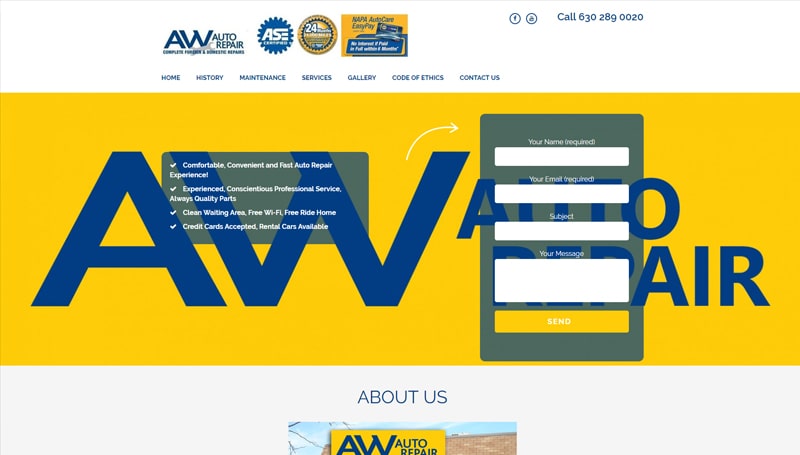 AW AUTO REPAIR
COMPLETE FOREIGN & DOMESTIC REPAIRS
ASE
CERTIFIED
24 Months
NAPA AutoCare
EasyPay
No Interest if Paid
in Full within 6 Months*
Call 630 289 0020
HOME HISTORY MAINTENANCE SERVICES GALLERY CODE OF ETHICS CONTACT US
AW AUTO REPAIR
Comfortable, Convenient and Fast Auto Repair
Experience!
Experienced, Conscientious Professional Service,
Always Quality Parts
Clean Waiting Area, Free Wi-Fi, Free Ride Home
Credit Cards Accepted, Rental Cars Available
Your Name (required)
Your Email (required)
Subject
Your Message
SEND
ABOUT US
AW AUTO REPAIR